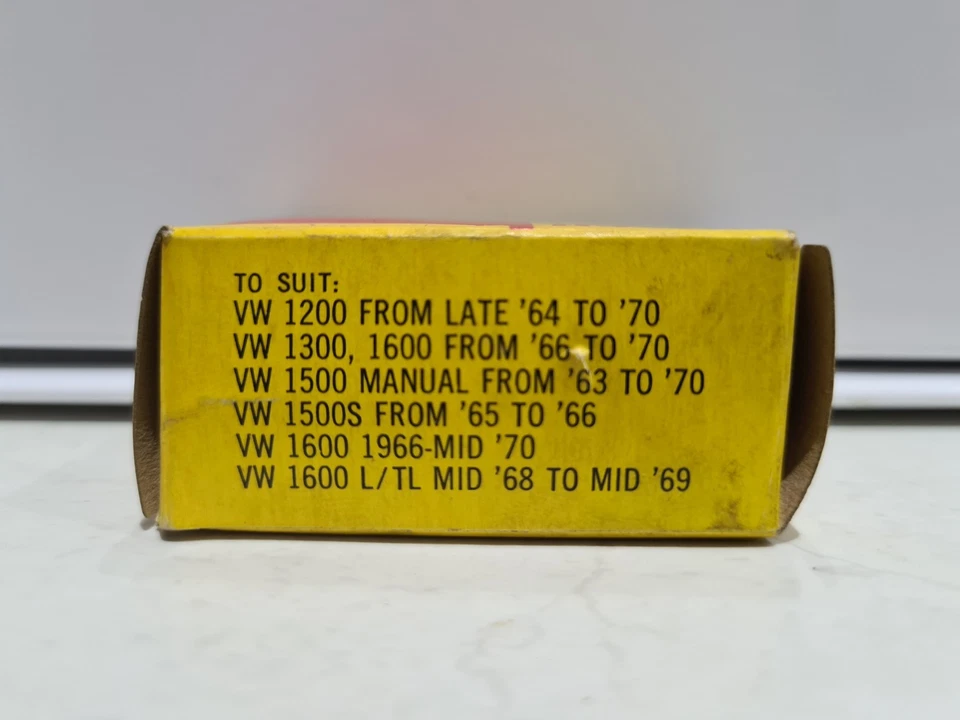 TO SUIT:
VW 1200 FROM LATE '64 TO '70
VW 1300, 1600 FROM '66 TO '70
VW 1500 MANUAL FROM '63 TO '70
VW 1500S FROM '65 TO '66
VW 1600 1966-MID '70
VW 1600 L/TL MID '68 TO MID '69